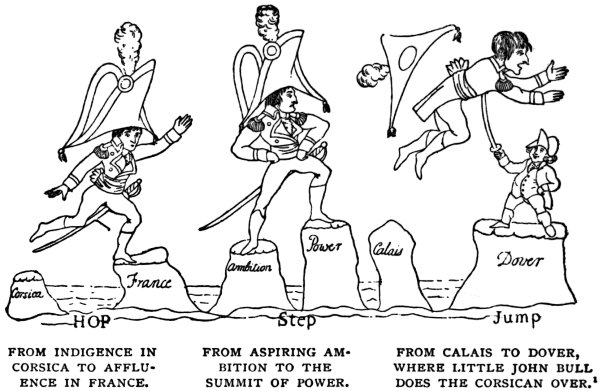 Corsica
France
Ambition
Power
Calais
Dover
HOP
Step
Jump
FROM INDIGENCE IN
CORSICA TO AFFLU-
ENCE IN FRANCE.
FROM ASPIRING AM-
BITION TO THE
SUMMIT OF POWER.
FROM CALAIS TO DOVER,
WHERE LITTLE JOHN BULL
DOES THE CORSICAN OVER.¹